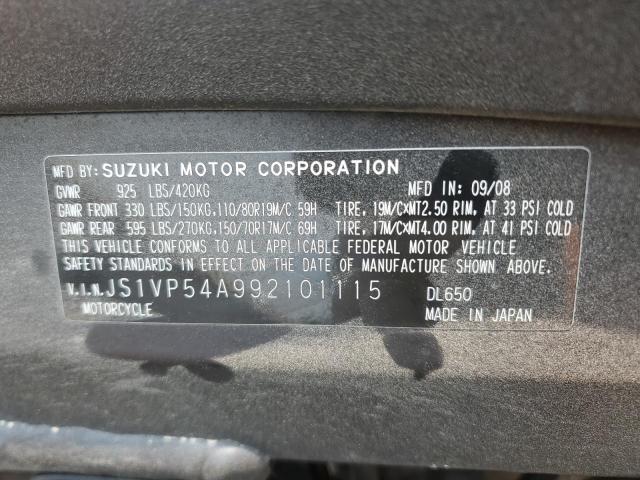 MFD BY: SUZUKI MOTOR CORPORATION MFD IN: 09/08
GVWR 925 LBS/420KG
GAWR FRONT 330 LBS/150KG,110/80R19M/C 59H TIRE, 19M/CXMT2.50 RIM, AT 33 PSI COLD
GAWR REAR 595 LBS/270KG,150/70R17M/C 69H TIRE, 17M/CXMT4.00 RIM, AT 41 PSI COLD
THIS VEHICLE CONFORMS TO ALL APPLICABLE FEDERAL MOTOR VEHICLE
SAFETY STANDARDS IN EFFECT ON THE DATE OF MANUFACTURE SHOWN ABOVE.
V.I.N. JS1VP54A992101115 DL650
MOTORCYCLE MADE IN JAPAN